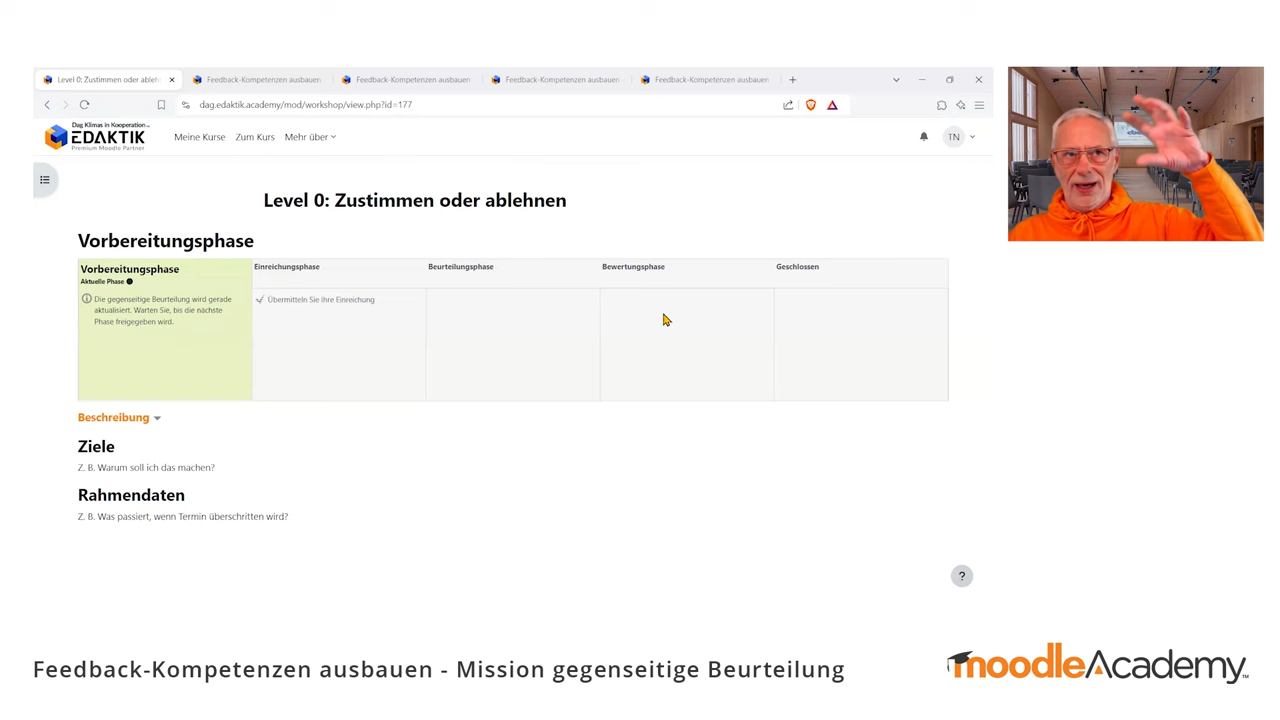 Level 0: Zustimmen oder ableh
Feedback-Kompetenzen ausbauen
Feedback-Kompetenzen ausbauen
Feedback-Kompetenzen ausbauen
Feedback-Kompetenzen ausbauen
dag.edaktik.academy/mod/workshop/view.php?id=177
Dag Klimas in Kooperation
EDAKTIK
Premium Moodle Partner
Meine Kurse Zum Kurs Mehr über
TN
Level 0: Zustimmen oder ablehnen
Vorbereitungsphase
Vorbereitungsphase
Aktuelle Phase
Die gegenseitige Beurteilung wird gerade
aktualisiert. Warten Sie, bis die nächste
Phase freigegeben wird.
Einreichungsphase
Übermitteln Sie ihre Einreichung
Beurteilungsphase
Bewertungsphase
Geschlossen
Beschreibung
Ziele
Z. B. Warum soll ich das machen?
Rahmendaten
Z. B. Was passiert, wenn Termin überschritten wird?
?
Feedback-Kompetenzen ausbauen - Mission gegenseitige Beurteilung
moodleAcademy™